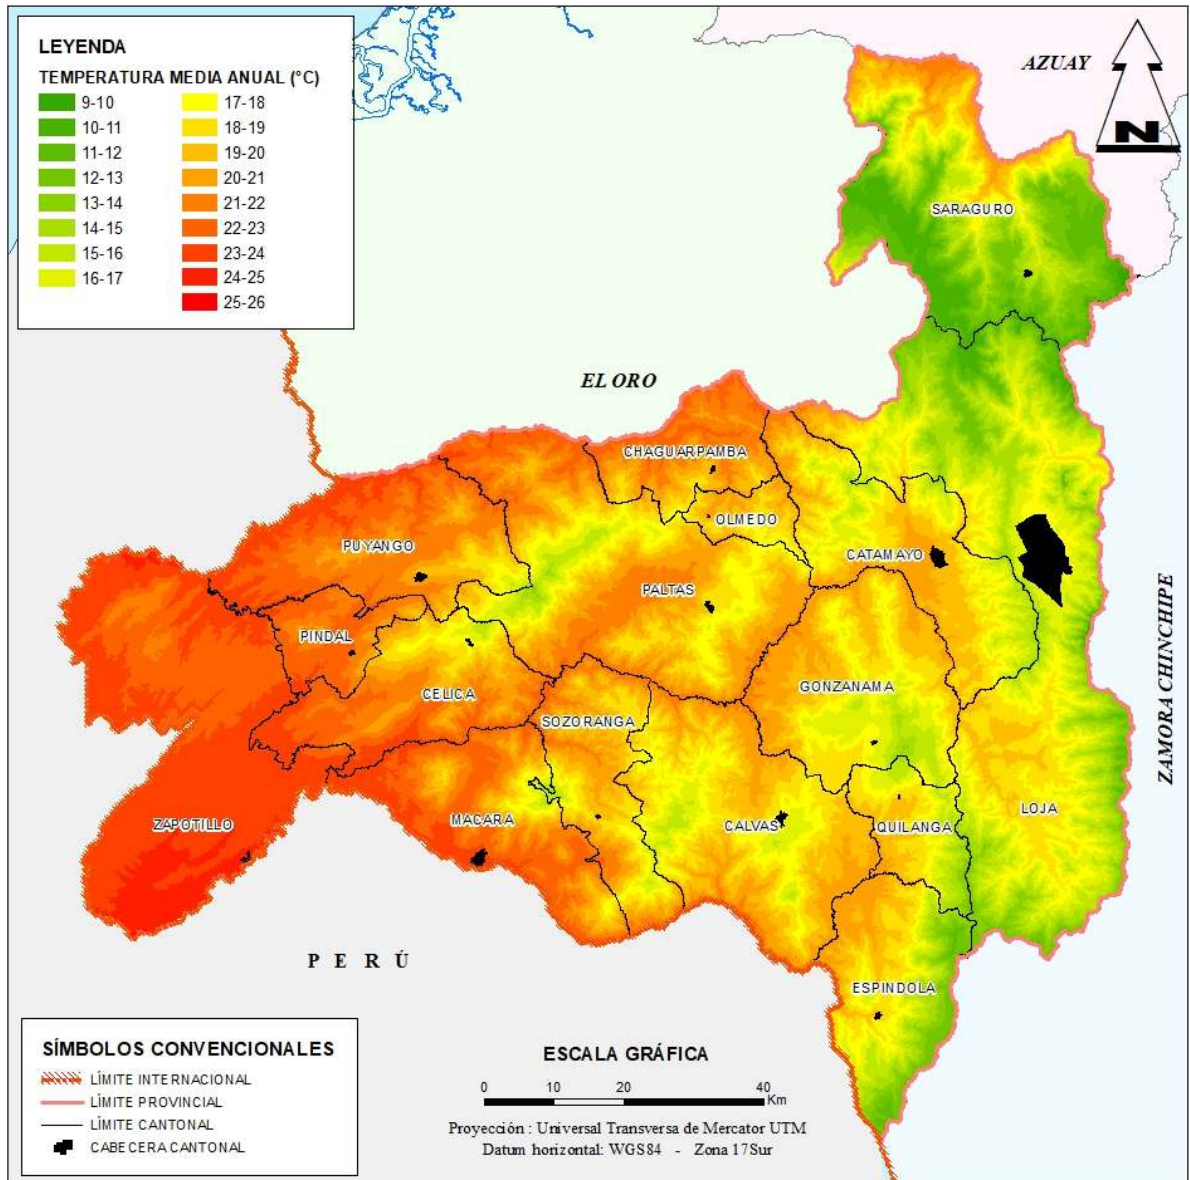 LEYENDA
TEMPERATURA MEDIA ANUAL (°C)
9-10
10-11
11-12
12-13
13-14
14-15
15-16
16-17
17-18
18-19
19-20
20-21
21-22
22-23
23-24
24-25
25-26
AZUAY
N
SARAGURO
EL ORO
CHAGUARPAMBA
OLMEDO
PUYANGO
CATAMAYO
PALTAS
PINDAL
CELICA
GONZANAMA
SOZORANGA
ZAMORA CHINCHIPE
ZAPOTILLO
MACARA
CALVAS
QUILANGA
LOJA
PERÚ
ESPINDOLA
SÍMBOLOS CONVENCIONALES
LÍMITE INTERNACIONAL
LÍMITE PROVINCIAL
LÍMITE CANTONAL
CABECERA CANTONAL
ESCALA GRÁFICA
0 10 20 40
Km
Proyección : Universal Transversa de Mercator UTM
Datum horizontal: WGS84 - Zona 17Sur